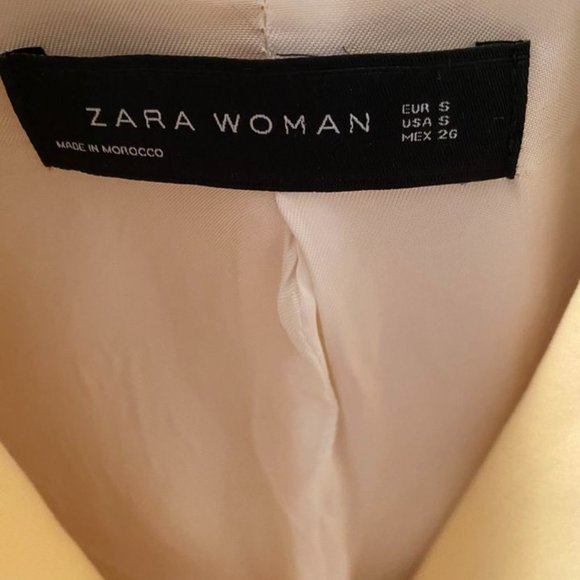 ZARA WOMAN
MADE IN MOROCCO
EUR S
USA S
MEX 26